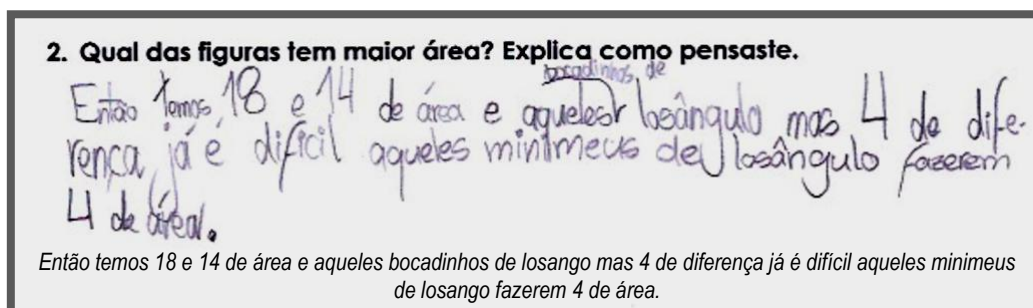 2. Qual das figuras tem maior área? Explica como pensaste.
bocadinhos de
Então temos 18 e 14 de área e aqueles losângulo mas 4 de dife-
rença já é dificil aqueles minimeus de losângulo fazerem
4 de área.
Então temos 18 e 14 de área e aqueles bocadinhos de losango mas 4 de diferença já é difícil aqueles minimeus
de losango fazerem 4 de área.